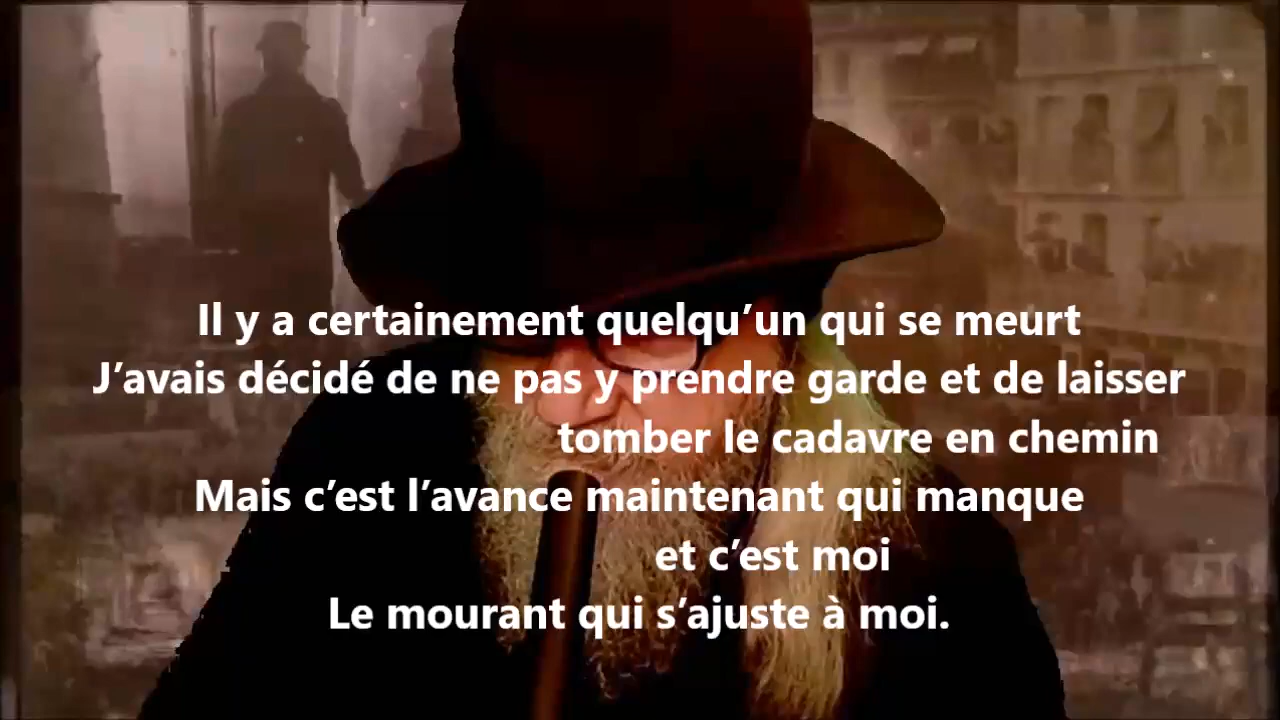 Il y a certainement quelqu’un qui se meurt
J’avais décidé de ne pas y prendre garde et de laisser
tomber le cadavre en chemin
Mais c’est l’avance maintenant qui manque
et c’est moi
Le mourant qui s’ajuste à moi.